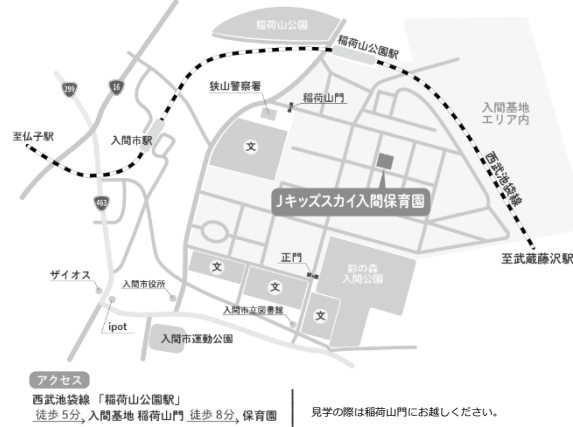 稲荷山公園
稲荷山公園駅
299
16
狭山警察署
稲荷山門
入間基地
エリア内
至仏子駅
入間市駅
文
西武池袋線
Jキッズスカイ入間保育園
463
正門
至武蔵藤沢駅
文
彩の森
入間公園
ザイオス
入間市役所
文
入間市立図書館
文
ipot
入間市運動公園
アクセス
西武池袋線 「稲荷山公園駅」
徒歩 5分 入間基地 稲荷山門 徒歩 8分 保育園
見学の際は稲荷山門にお越しください。